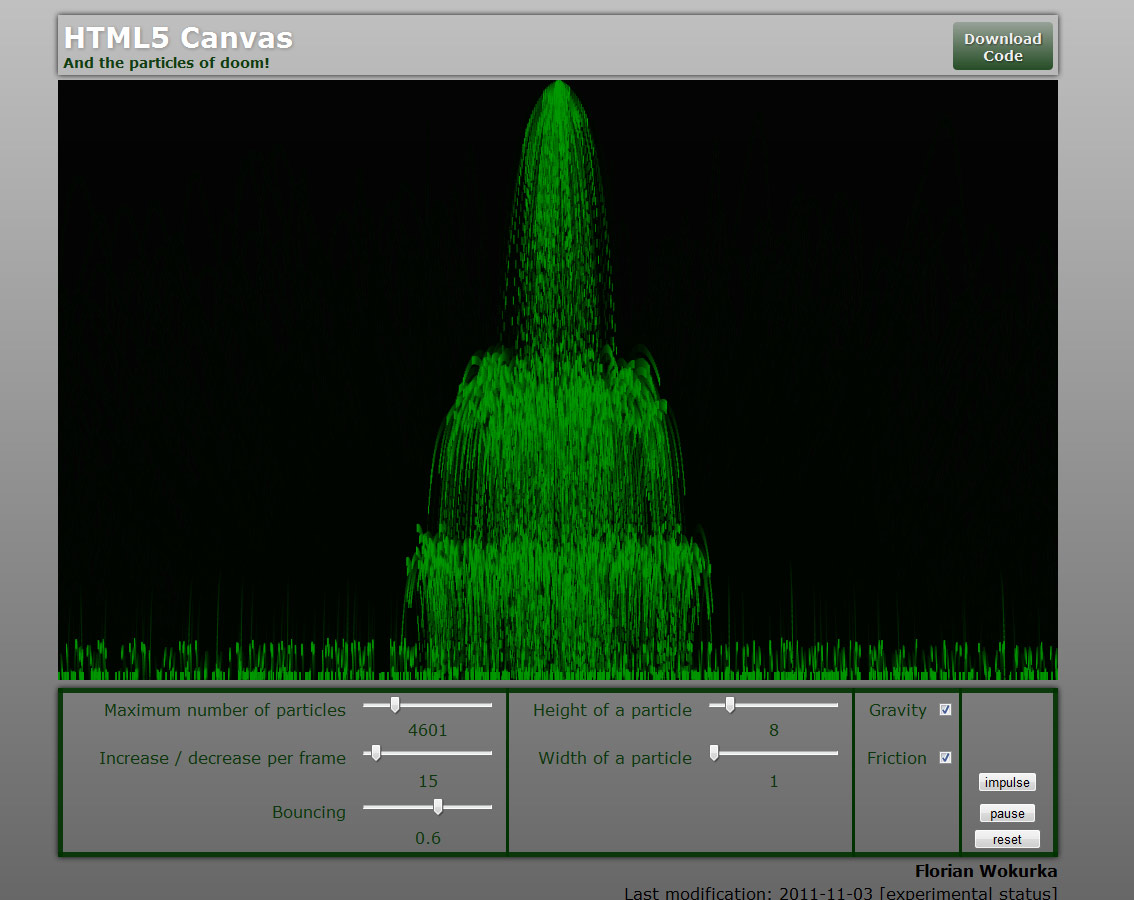 HTML5 Canvas
And the particles of doom!
Download
Code
Maximum number of particles
4601
Increase / decrease per frame
15
Bouncing
0.6
Height of a particle
8
Width of a particle
1
Gravity
Friction
impulse
pause
reset
Florian Wokurka
Last modification: 2011-11-03 [experimental status]